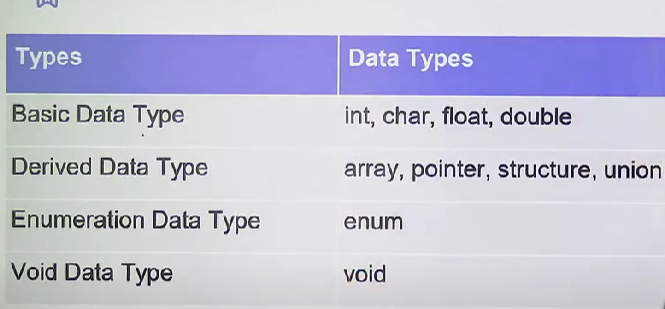 Types Data Types
Basic Data Type int, char, float, double
Derived Data Type array, pointer, structure, union
Enumeration Data Type enum
Void Data Type void